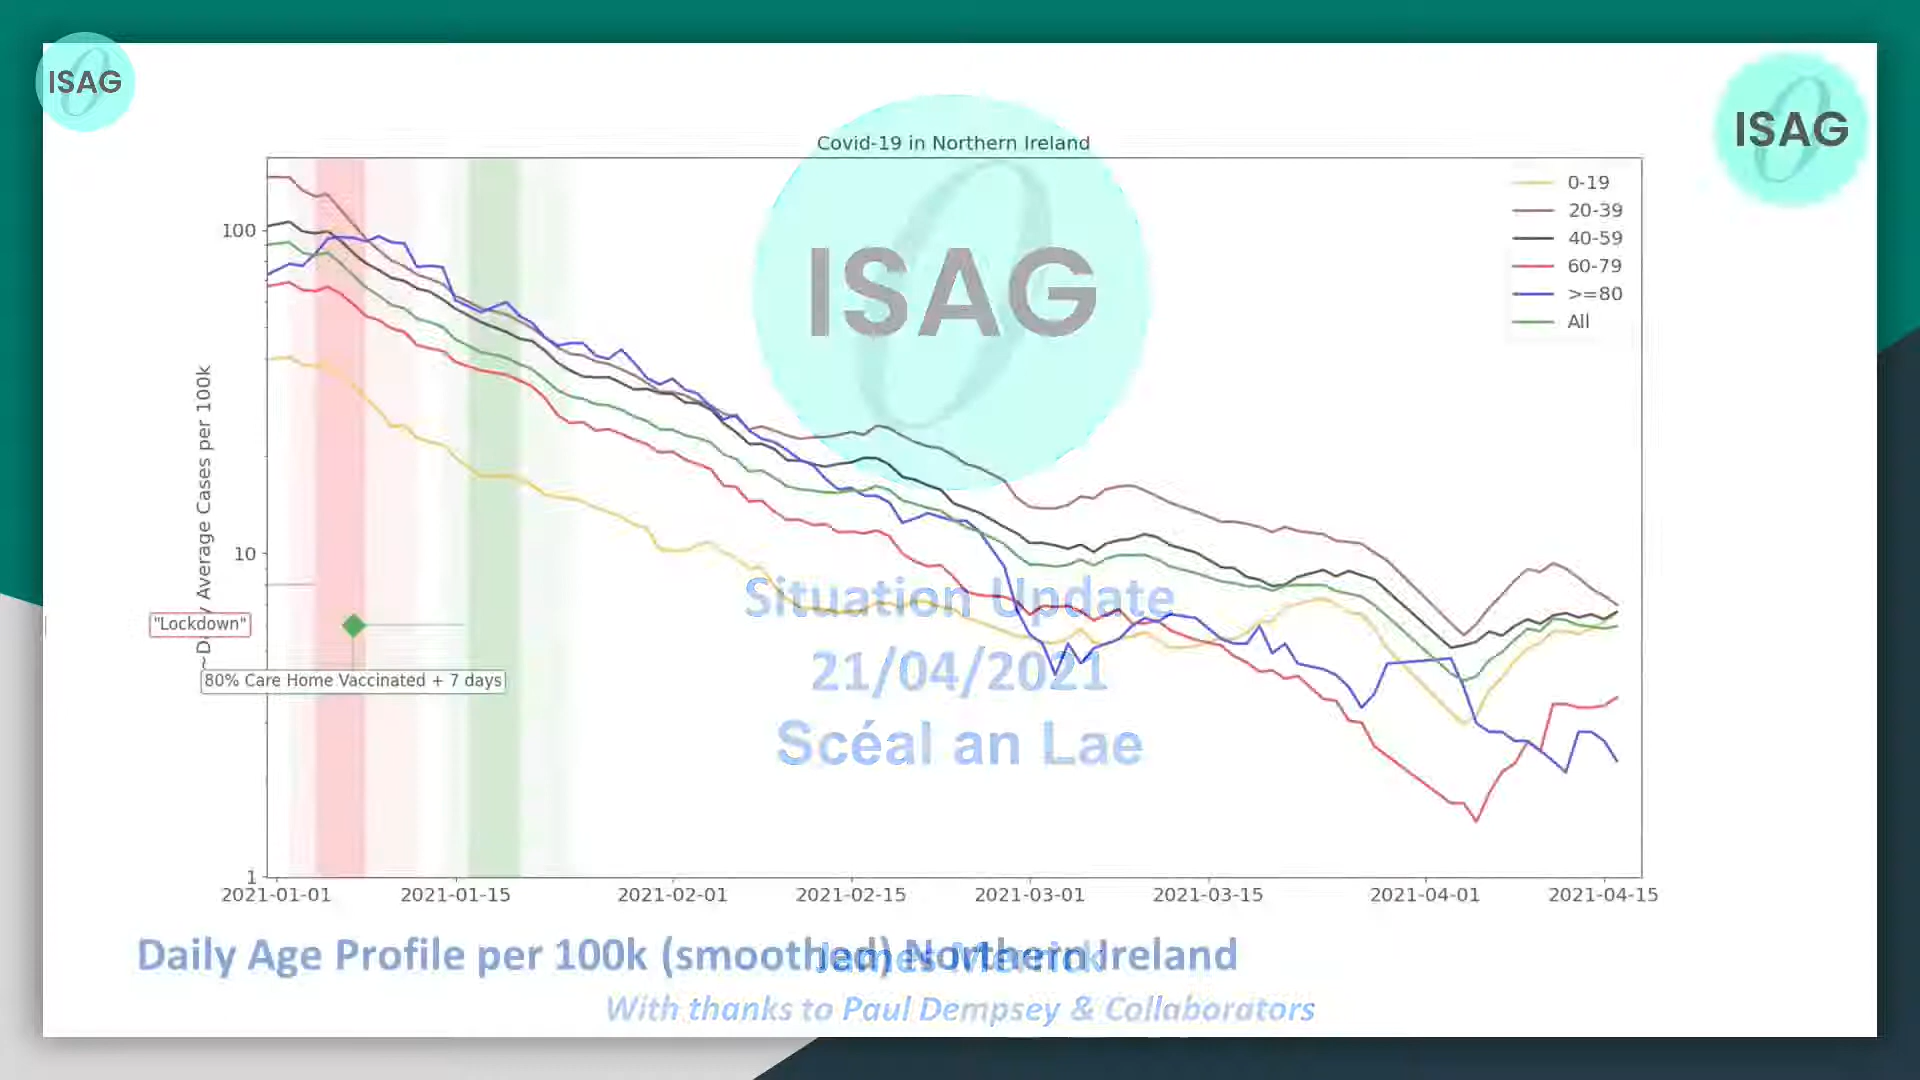 ISAG
ISAG
Covid-19 in Northern Ireland
0-19
20-39
40-59
60-79
>=80
All
ISAG
100
10
1
~Daily Average Cases per 100k
"Lockdown"
80% Care Home Vaccinated + 7 days
Situation Update
21/04/2021
Scéal an Lae
2021-01-01 2021-01-15 2021-02-01 2021-02-15 2021-03-01 2021-03-15 2021-04-01 2021-04-15
Daily Age Profile per 100k (smoothed) Northern Ireland
James
With thanks to Paul Dempsey & Collaborators